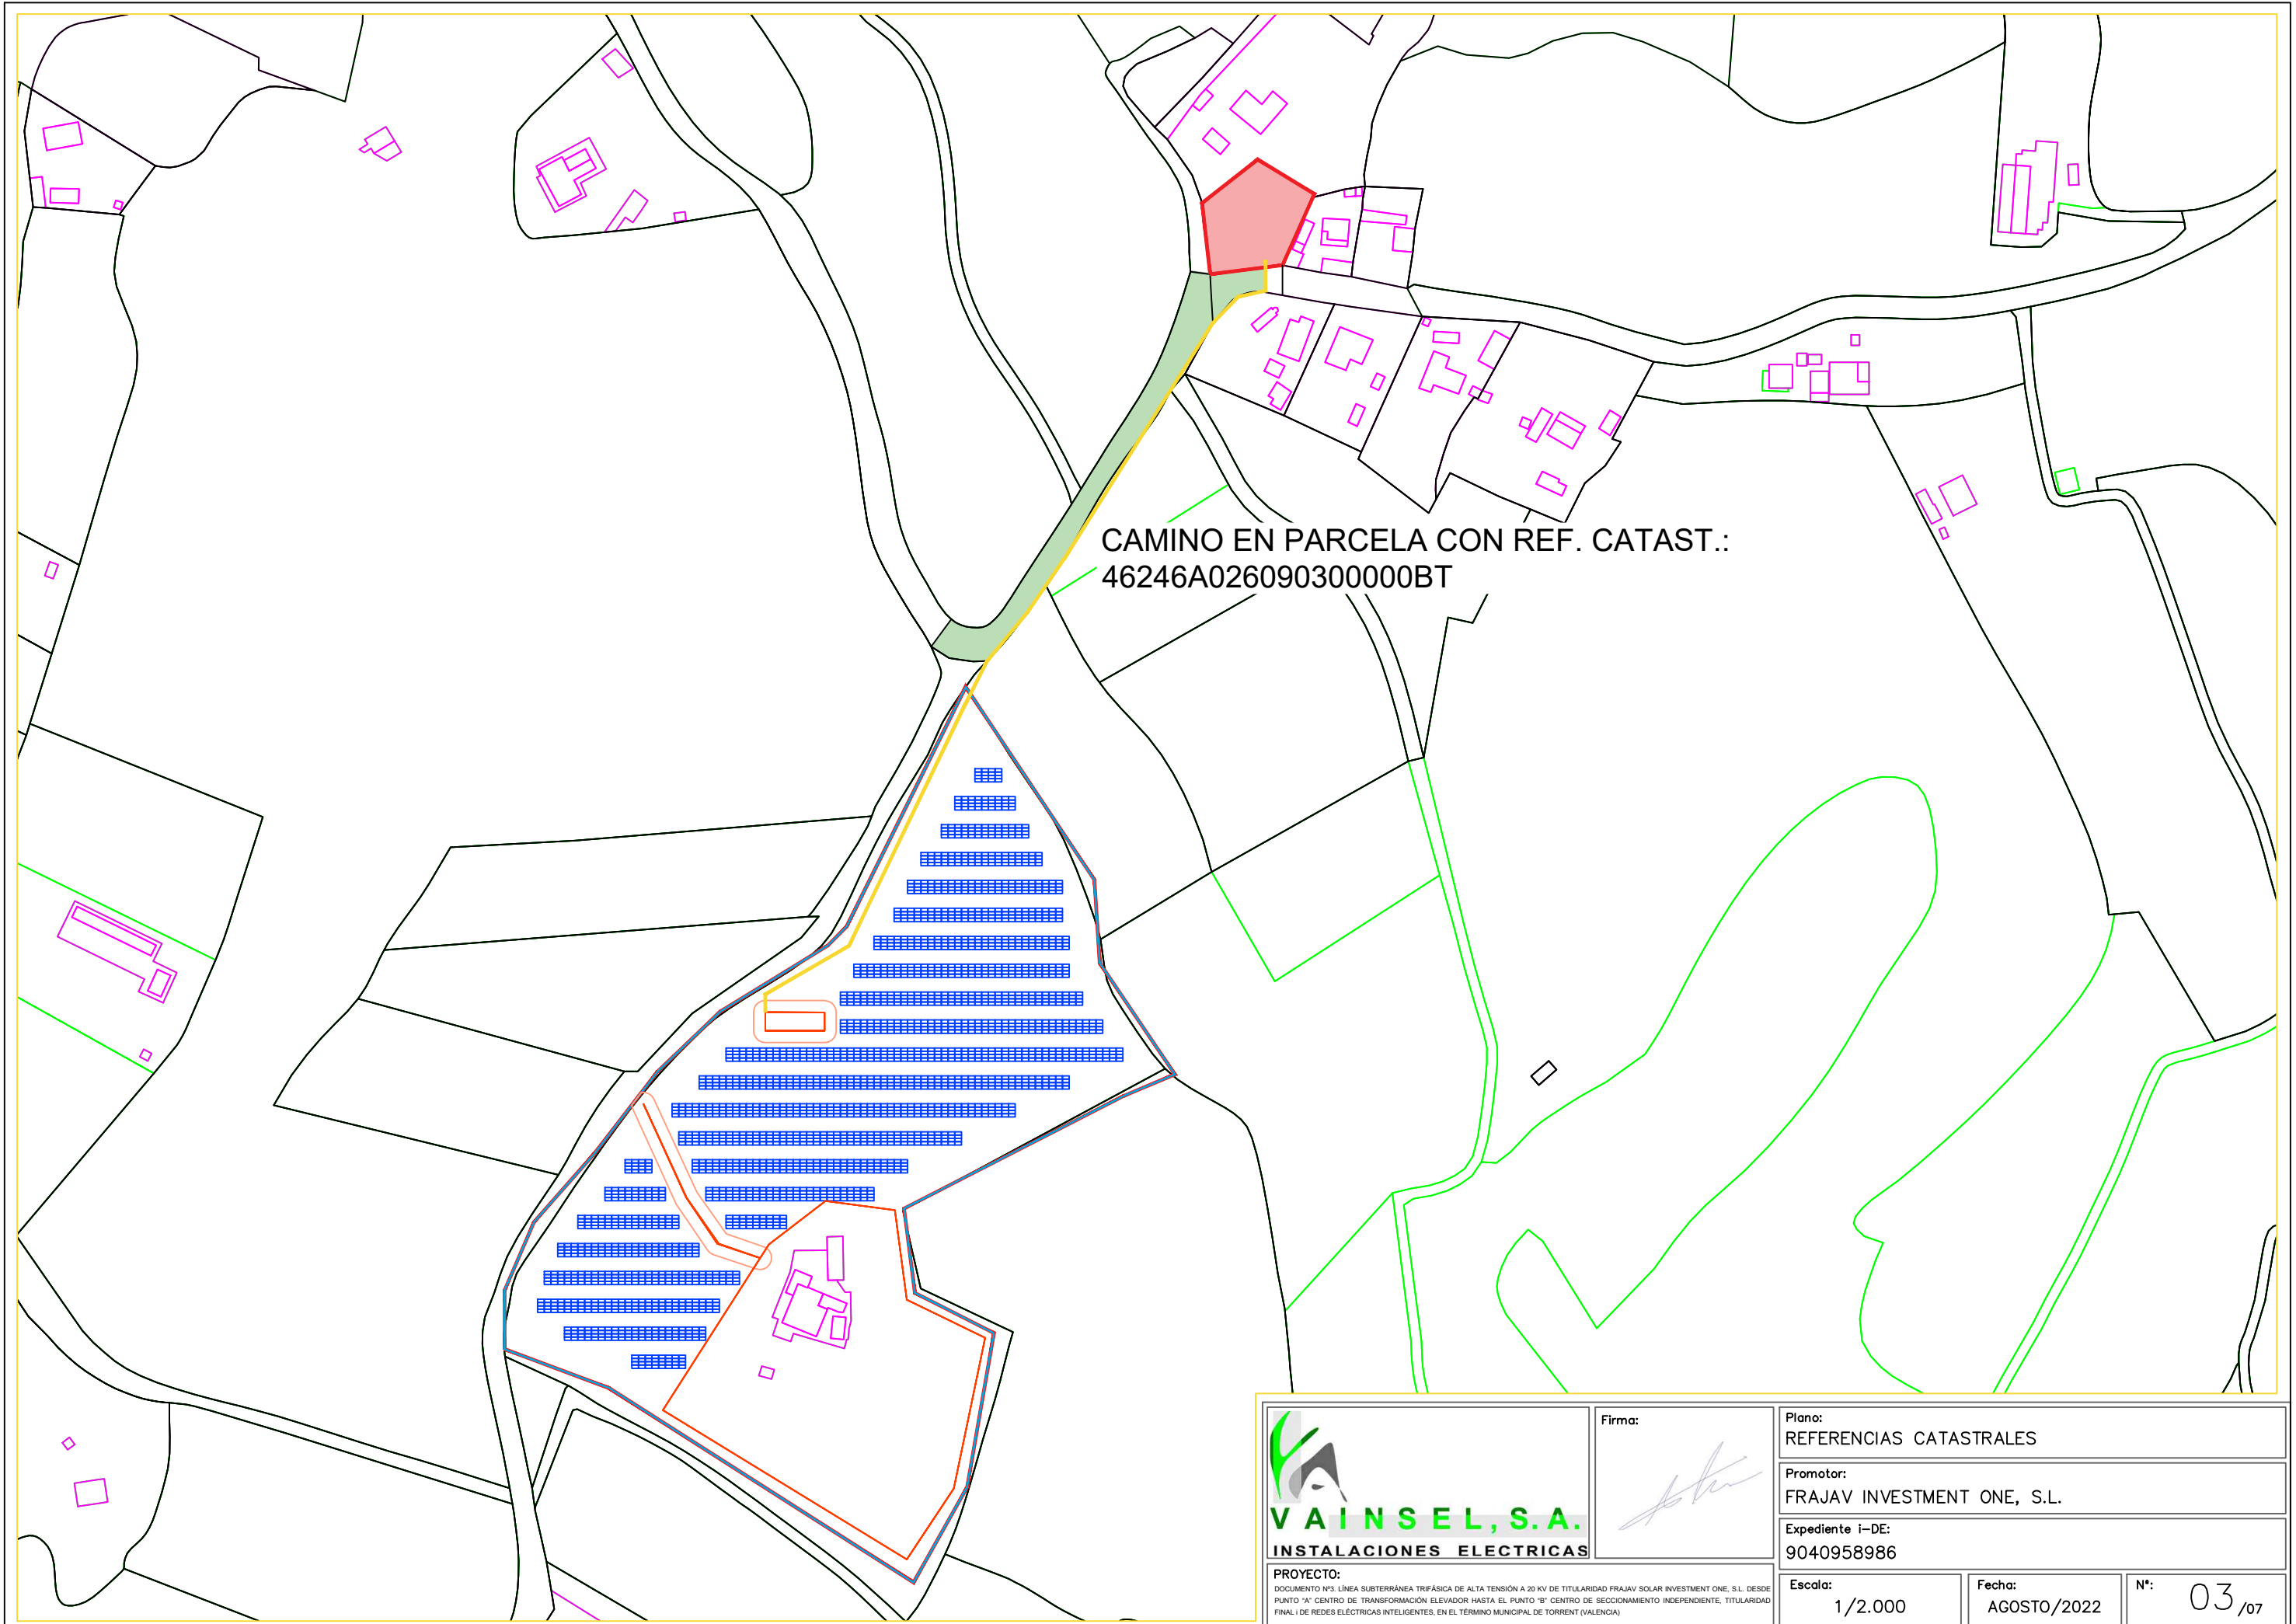 CAMINO EN PARCELA CON REF. CATAST.:
46246A026090300000BT
VAINSEL, S.A.
INSTALACIONES ELECTRICAS
Firma:
Plano:
REFERENCIAS CATASTRALES
Promotor:
FRAJAV INVESTMENT ONE, S.L.
Expediente i-DE:
9040958986
PROYECTO:
DOCUMENTO Nº3. LÍNEA SUBTERRÁNEA TRIFÁSICA DE ALTA TENSIÓN A 20 KV DE TITULARIDAD FRAJAV SOLAR INVESTMENT ONE, S.L. DESDE
PUNTO "A" CENTRO DE TRANSFORMACIÓN ELEVADOR HASTA EL PUNTO "B" CENTRO DE SECCIONAMIENTO INDEPENDIENTE, TITULARIDAD
FINAL i DE REDES ELÉCTRICAS INTELIGENTES, EN EL TÉRMINO MUNICIPAL DE TORRENT (VALENCIA)
Escala:
1/2.000
Fecha:
AGOSTO/2022
Nº:
03/07